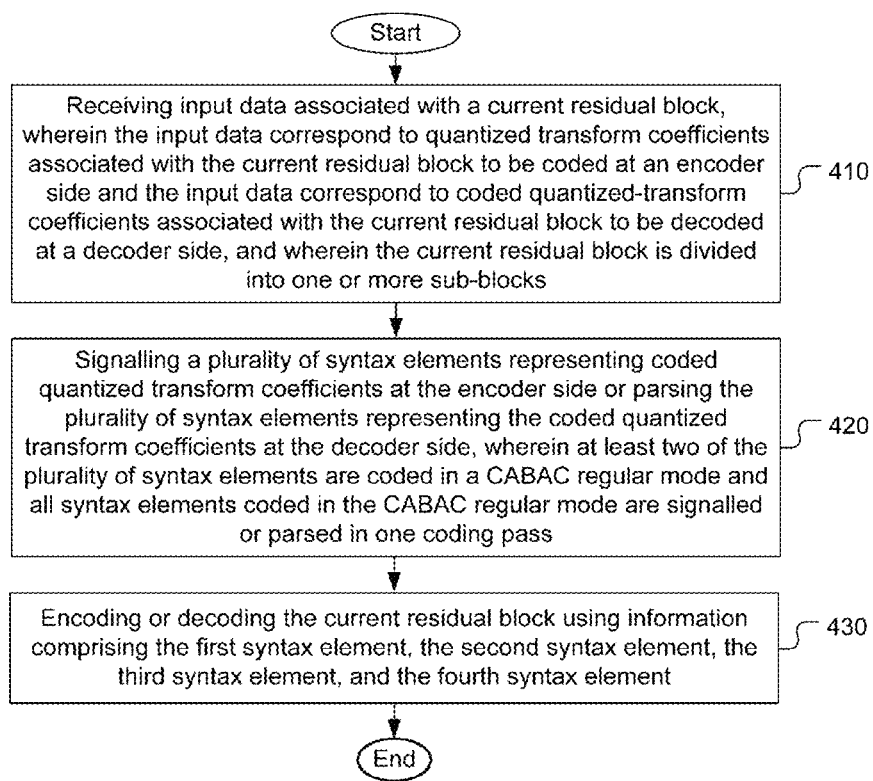 Start
Receiving input data associated with a current residual block,
wherein the input data correspond to quantized transform coefficients
associated with the current residual block to be coded at an encoder
side and the input data correspond to coded quantized-transform
coefficients associated with the current residual block to be decoded
at a decoder side, and wherein the current residual block is divided
into one or more sub-blocks
410
Signalling a plurality of syntax elements representing coded
quantized transform coefficients at the encoder side or parsing the
plurality of syntax elements representing the coded quantized
transform coefficients at the decoder side, wherein at least two of the
plurality of syntax elements are coded in a CABAC regular mode and
all syntax elements coded in the CABAC regular mode are signalled
or parsed in one coding pass
420
Encoding or decoding the current residual block using information
comprising the first syntax element, the second syntax element, the
third syntax element, and the fourth syntax element
430
End